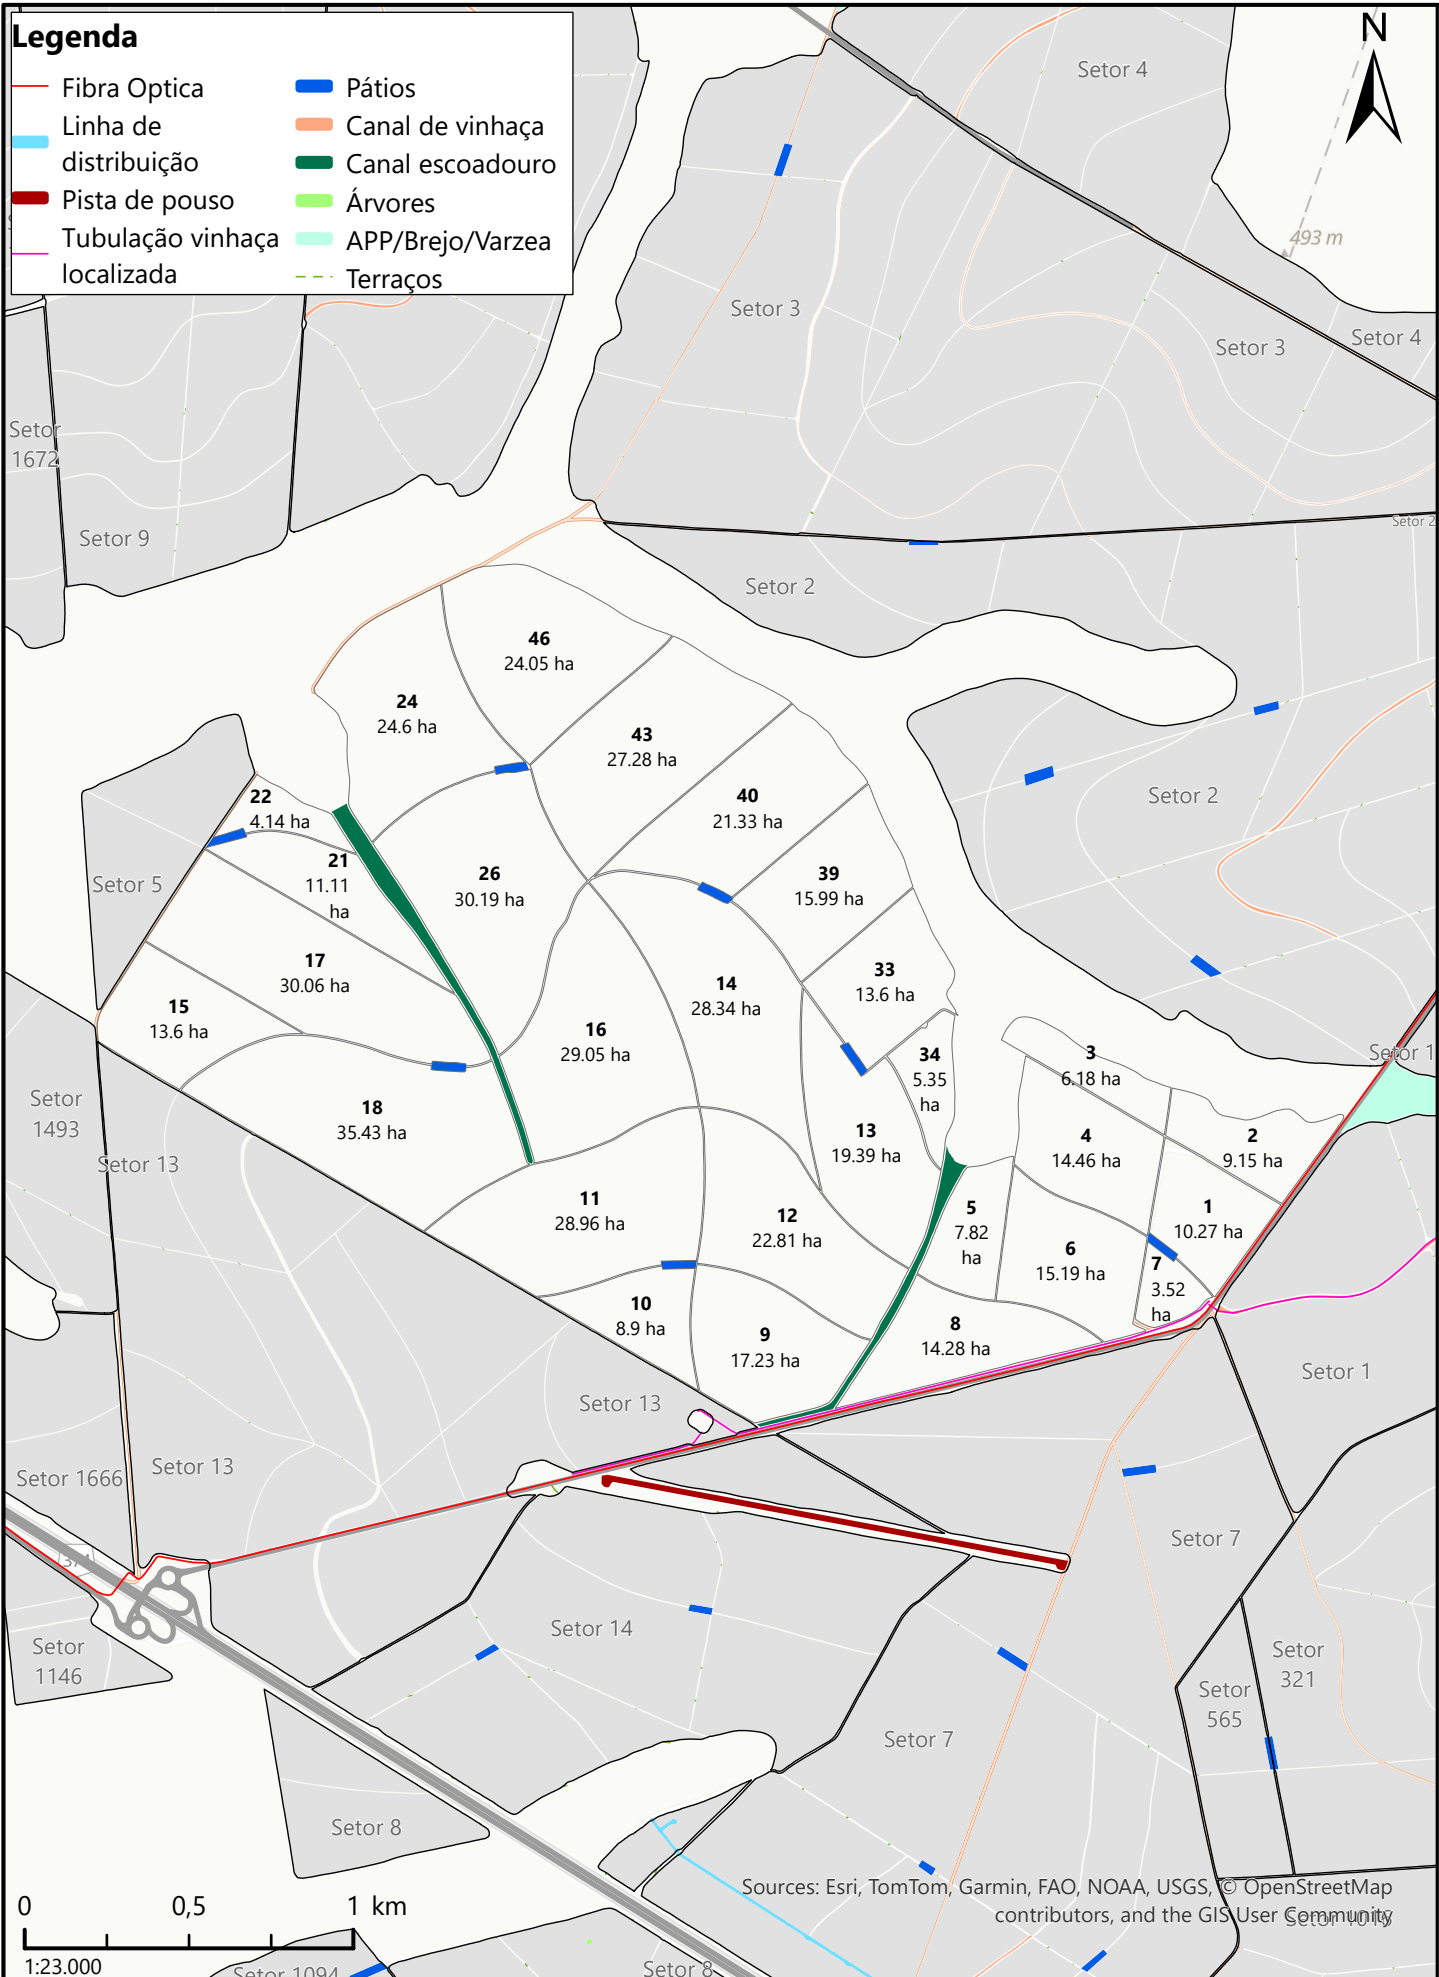 Legenda
Fibra Optica
Linha de
distribuição
Pista de pouso
Tubulação vinhaça
localizada
Pátios
Canal de vinhaça
Canal escoadouro
Árvores
APP/Brejo/Varzea
Terraços
N
Setor 4
493 m
Setor 3
Setor 3
Setor 4
Setor
1672
Setor 9
Setor 2
Setor 2
46
24.05 ha
24
24.6 ha
43
27.28 ha
22
4.14 ha
40
21.33 ha
Setor 2
21
11.11
ha
26
30.19 ha
39
15.99 ha
Setor 5
17
30.06 ha
14
28.34 ha
33
13.6 ha
15
13.6 ha
16
29.05 ha
34
5.35
ha
3
6.18 ha
Setor 1
Setor
1493
18
35.43 ha
13
19.39 ha
4
14.46 ha
2
9.15 ha
Setor 13
11
28.96 ha
12
22.81 ha
5
7.82
ha
6
15.19 ha
1
10.27 ha
7
3.52
ha
10
8.9 ha
9
17.23 ha
8
14.28 ha
Setor 13
Setor 1
Setor 1666
Setor 13
Setor 7
Setor 14
Setor
1146
Setor
321
Setor
565
Setor 7
Setor 8
Sources: Esri, TomTom, Garmin, FAO, NOAA, USGS, © OpenStreetMap
contributors, and the GIS User Community
0 0,5 1 km
1:23.000
Setor 1094
Setor 8